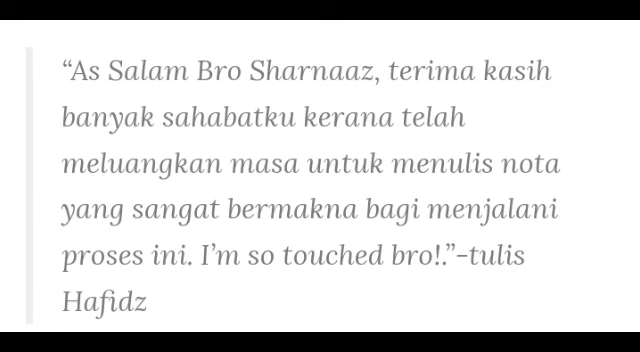 “As Salam Bro Sharnaaz, terima kasih
banyak sahabatku kerana telah
meluangkan masa untuk menulis nota
yang sangat bermakna bagi menjalani
proses ini. I’m so touched bro!.”-tulis
Hafidz